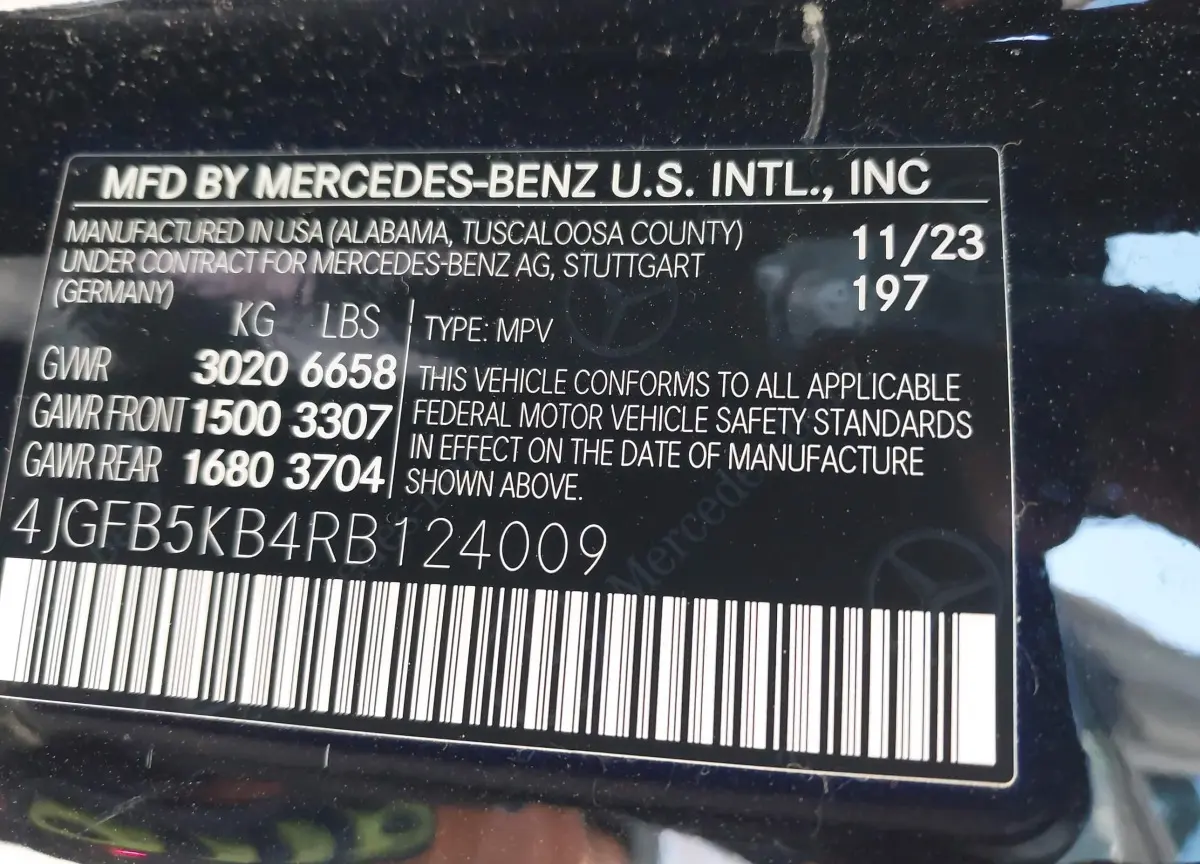 MFD BY MERCEDES-BENZ U.S. INTL., INC
MANUFACTURED IN USA (ALABAMA, TUSCALOOSA COUNTY)
UNDER CONTRACT FOR MERCEDES-BENZ AG, STUTTGART
(GERMANY)
11/23
197
KG LBS
GVWR 3020 6658
GAWR FRONT 1500 3307
GAWR REAR 1680 3704
TYPE: MPV
THIS VEHICLE CONFORMS TO ALL APPLICABLE
FEDERAL MOTOR VEHICLE SAFETY STANDARDS
IN EFFECT ON THE DATE OF MANUFACTURE
SHOWN ABOVE.
4JGFB5KB4RB124009
Mercedes